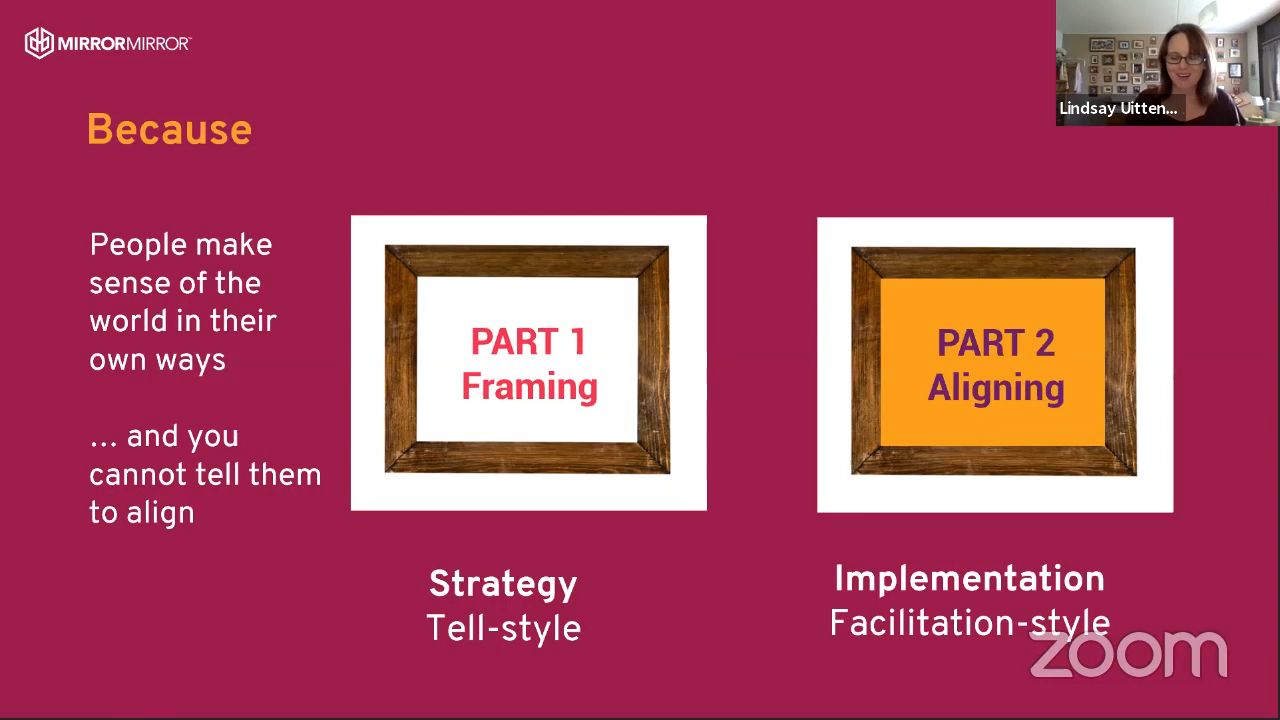 MIRRORMIRROR™
Lindsay Uitten...
Because
People make
sense of the
world in their
own ways
... and you
cannot tell them
to align
PART 1
Framing
Strategy
Tell-style
PART 2
Aligning
Implementation
Facilitation-style
zoom